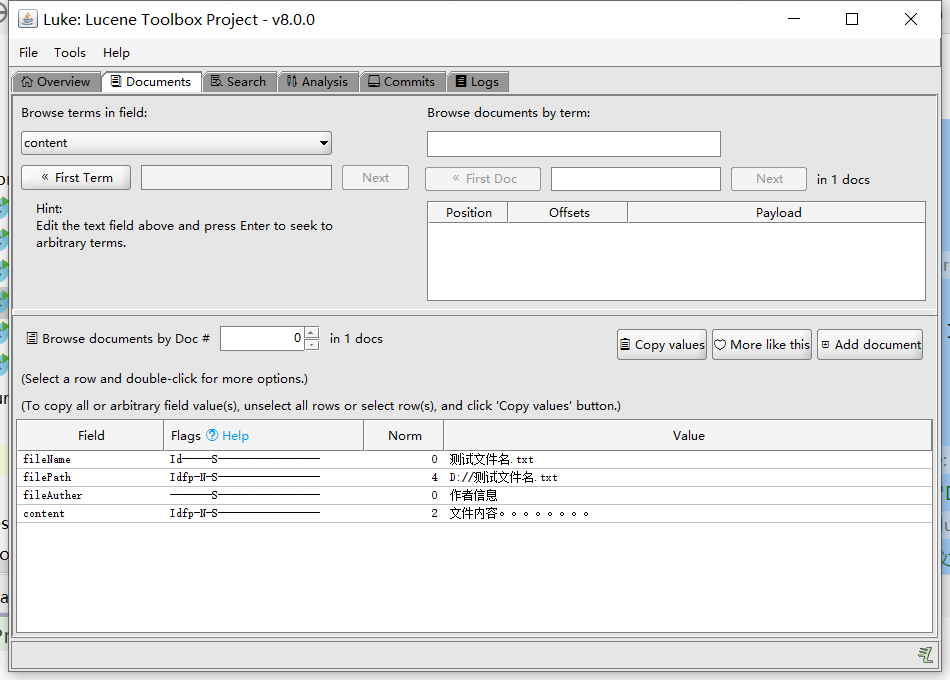 Luke: Lucene Toolbox Project - v8.0.0
File Tools Help
Overview Documents Search Analysis Commits Logs
Browse terms in field:
content
« First Term Next
Hint:
Edit the text field above and press Enter to seek to
arbitrary terms.
Browse documents by term:
« First Doc Next in 1 docs
Position Offsets Payload
Browse documents by Doc # 0 in 1 docs
Copy values More like this Add document
(Select a row and double-click for more options.)
(To copy all or arbitrary field value(s), unselect all rows or select row(s), and click 'Copy values' button.)
Field Flags ? Help Norm Value
fileName Id-----S----------------- 0 测试文件名.txt
filePath Idfp-N-S----------------- 4 D://测试文件名.txt
fileAuther -------S----------------- 0 作者信息
content Idfp-N-S----------------- 2 文件内容。。。。。。。。